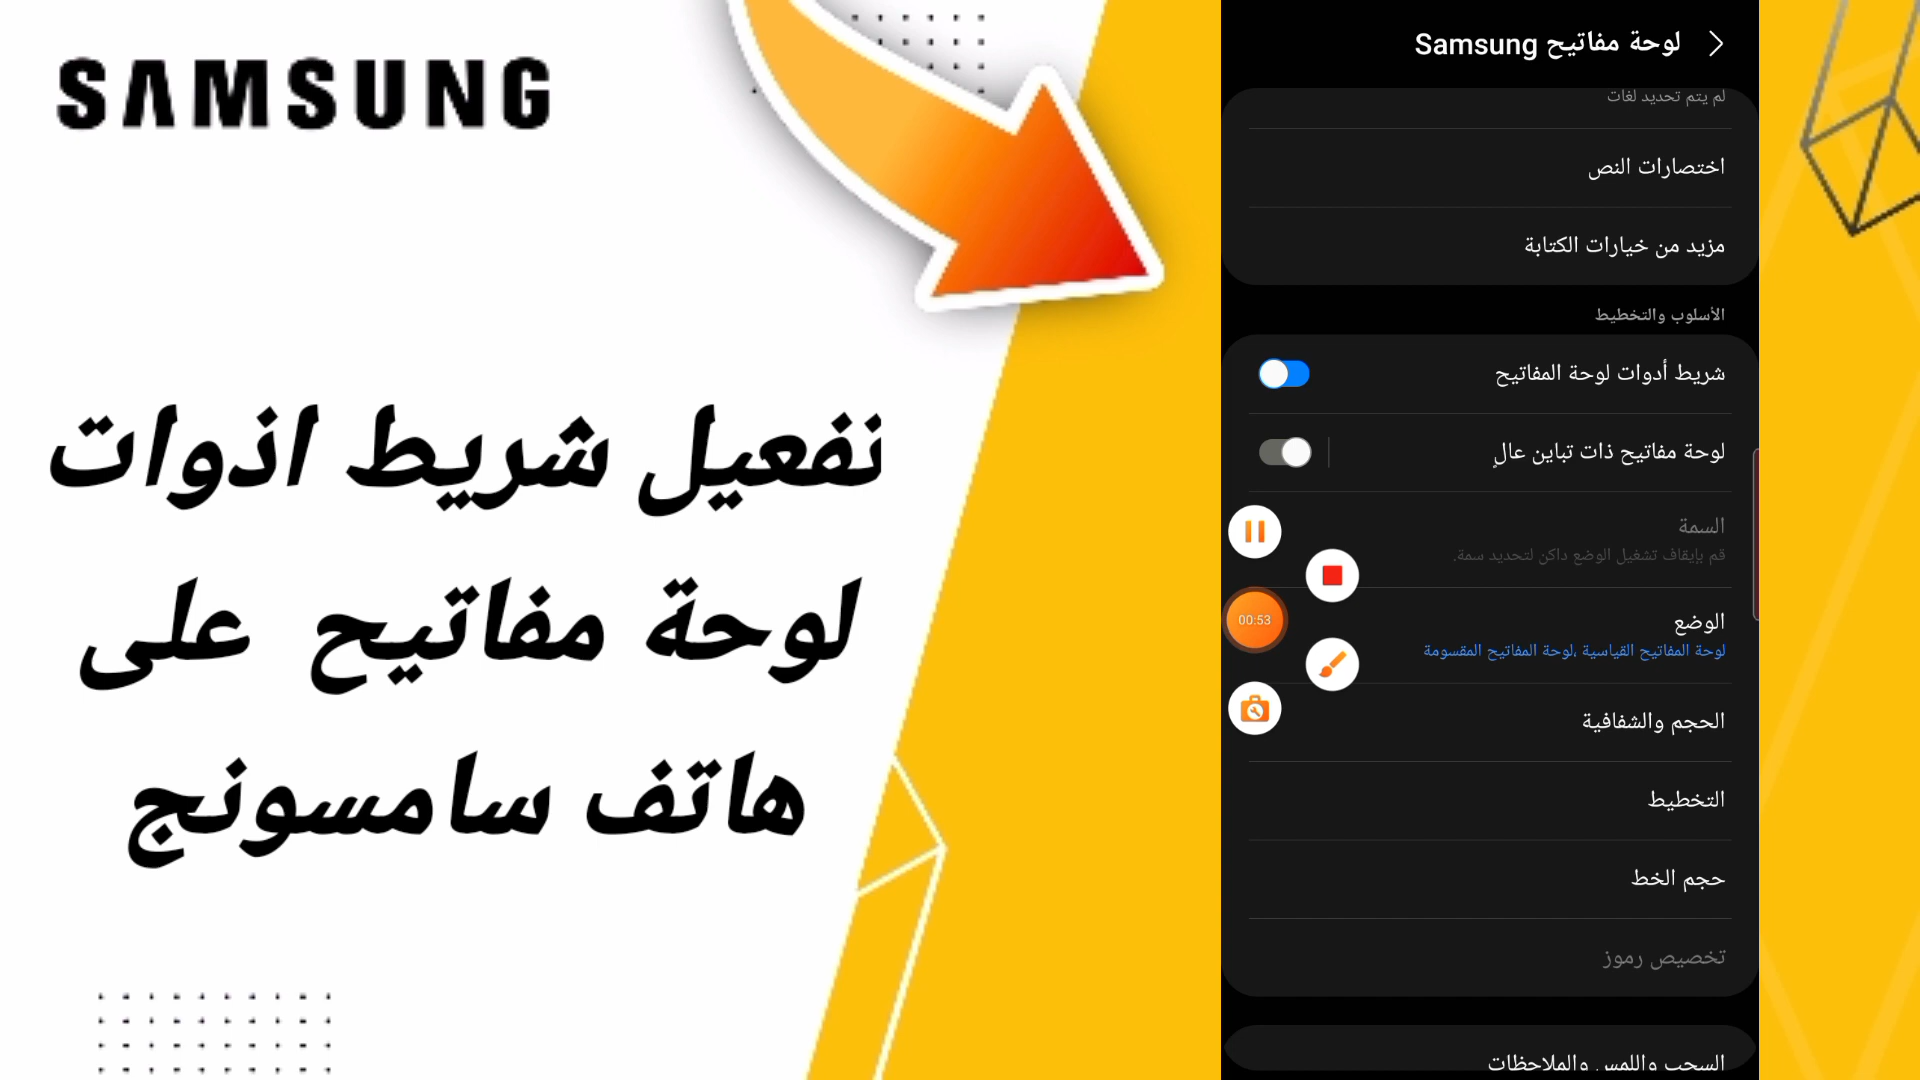 SAMSUNG
نفعيل شريط اذوات
لوحة مفاتيح على
هاتف سامسونج
لوحة مفاتيح Samsung
لم يتم تحديد لغات
اختصارات النص
مزيد من خيارات الكتابة
الأسلوب والتخطيط
شريط أدوات لوحة المفاتيح
لوحة مفاتيح ذات تباين عالٍ
السمة
قم بإيقاف تشغيل الوضع داكن لتحديد سمة.
الوضع
لوحة المفاتيح القياسية ،لوحة المفاتيح المقسومة
00:53
الحجم والشفافية
التخطيط
حجم الخط
تخصيص رموز
السحب واللمس والملاحظات